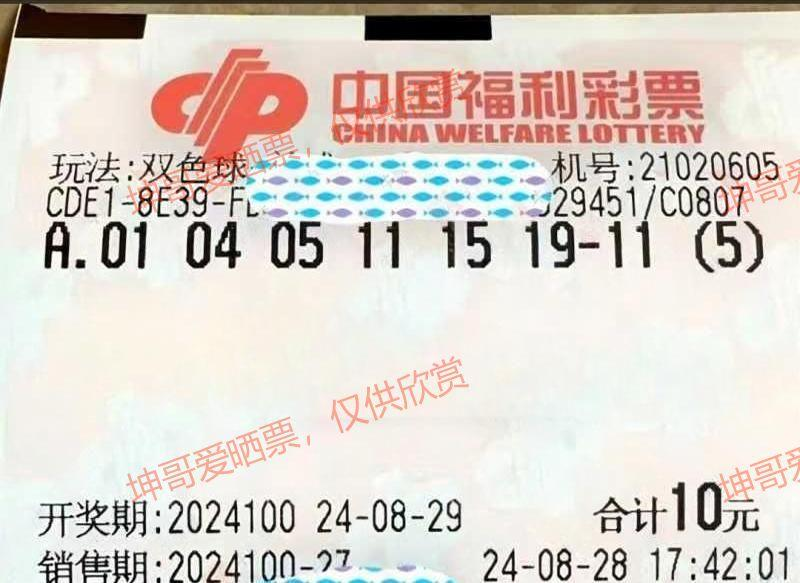 中国福利彩票
CHINA WELFARE LOTTERY
玩法:双色球 机号:21020605
CDE1-8E39- 29451/C0807
A.01 04 05 11 15 19-11 (5)
坤哥爱晒票,仅供欣赏
坤哥爱
坤哥爱晒票,仅供欣赏
坤哥爱
开奖期:2024100 24-08-29 合计10元
销售期:2024100-27 24-08-28 17:42:01